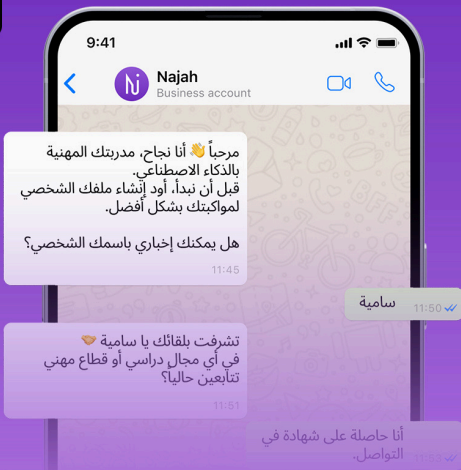 9:41
Najah
Business account
مرحباً 👋 أنا نجاح، مدربتك المهنية
بالذكاء الاصطناعي.
قبل أن نبدأ، أود إنشاء ملفك الشخصي
لمواكبتك بشكل أفضل.
هل يمكنك إخباري باسمك الشخصي؟
11:45
سامية
11:50
تشرفت بلقائك يا سامية 🤝
في أي مجال دراسي أو قطاع مهني
تتابعين حالياً؟
11:51
أنا حاصلة على شهادة في
التواصل.
11:53